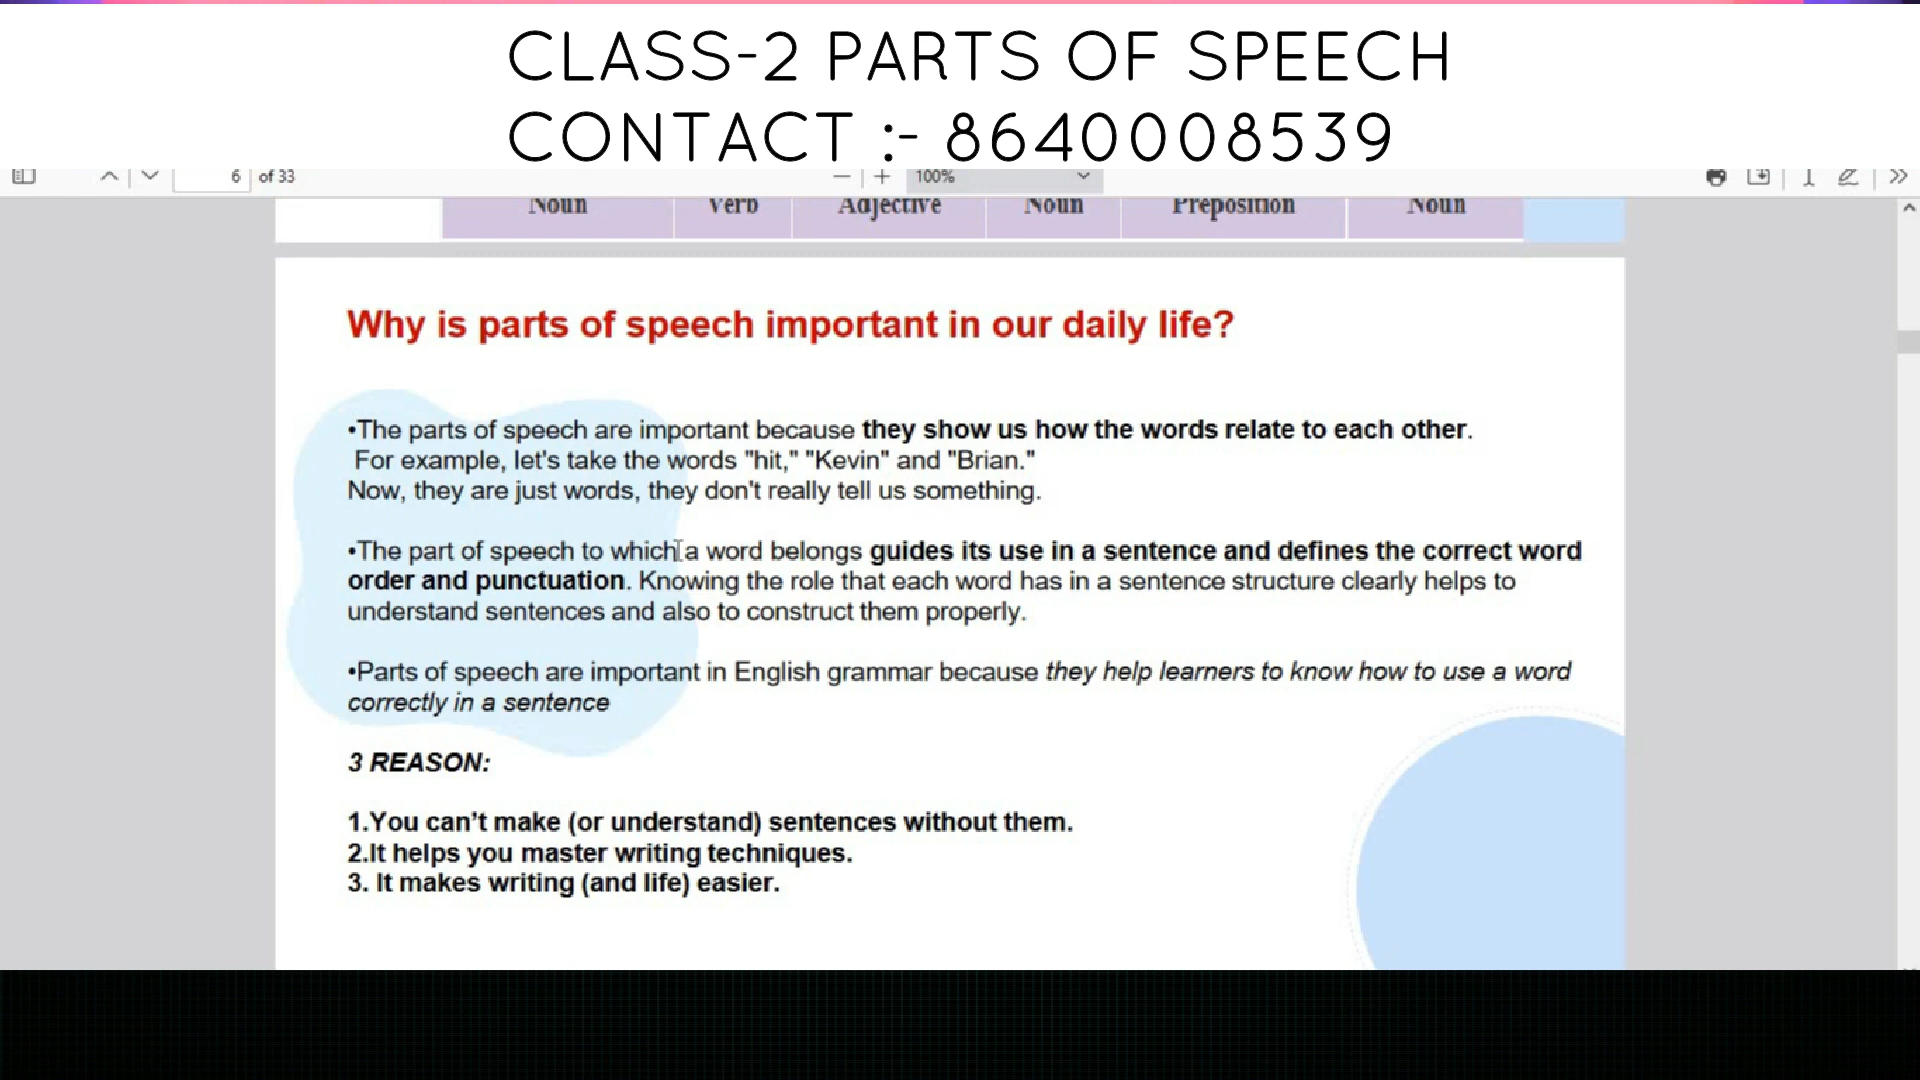 CLASS-2 PARTS OF SPEECH
CONTACT :- 8640008539
6 of 33 100%
Noun Verb Adjective Noun Preposition Noun
Why is parts of speech important in our daily life?
•The parts of speech are important because they show us how the words relate to each other.
For example, let's take the words "hit," "Kevin" and "Brian."
Now, they are just words, they don't really tell us something.
•The part of speech to which a word belongs guides its use in a sentence and defines the correct word
order and punctuation. Knowing the role that each word has in a sentence structure clearly helps to
understand sentences and also to construct them properly.
•Parts of speech are important in English grammar because they help learners to know how to use a word
correctly in a sentence
3 REASON:
1.You can't make (or understand) sentences without them.
2.It helps you master writing techniques.
3. It makes writing (and life) easier.